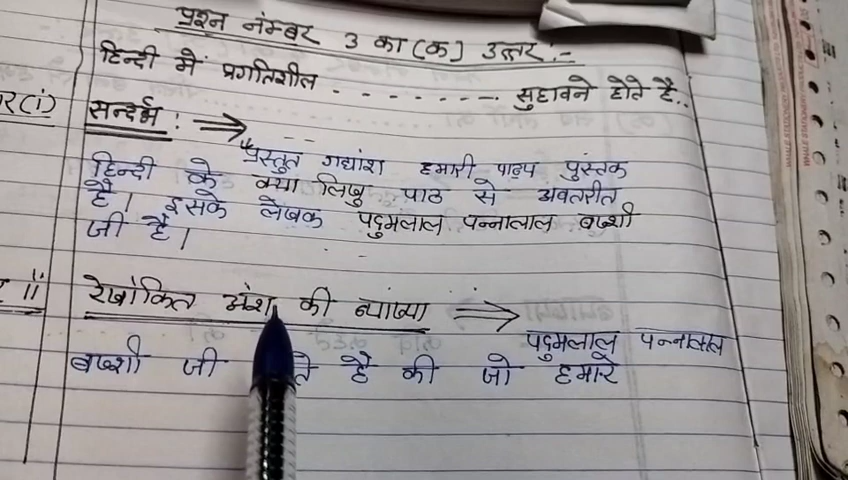 प्रश्न नंम्बर 3 का (क) उत्तर :-
हिन्दी में प्रगतिशील - - - - - - - - - सुहावने होते है..
सन्दर्भ : ⇒
"प्रस्तुत गद्यांश हमारी पाठ्य पुस्तक
हिन्दी के क्या लिखु पाठ से अवतरीत
है। इसके लेखक पदुमलाल पन्नालाल बख्शी
जी है।
रेखांकित अंश की व्याख्या ⇒
पदुमलाल पन्नालाल
बख्शी जी ते है की जो हमारे